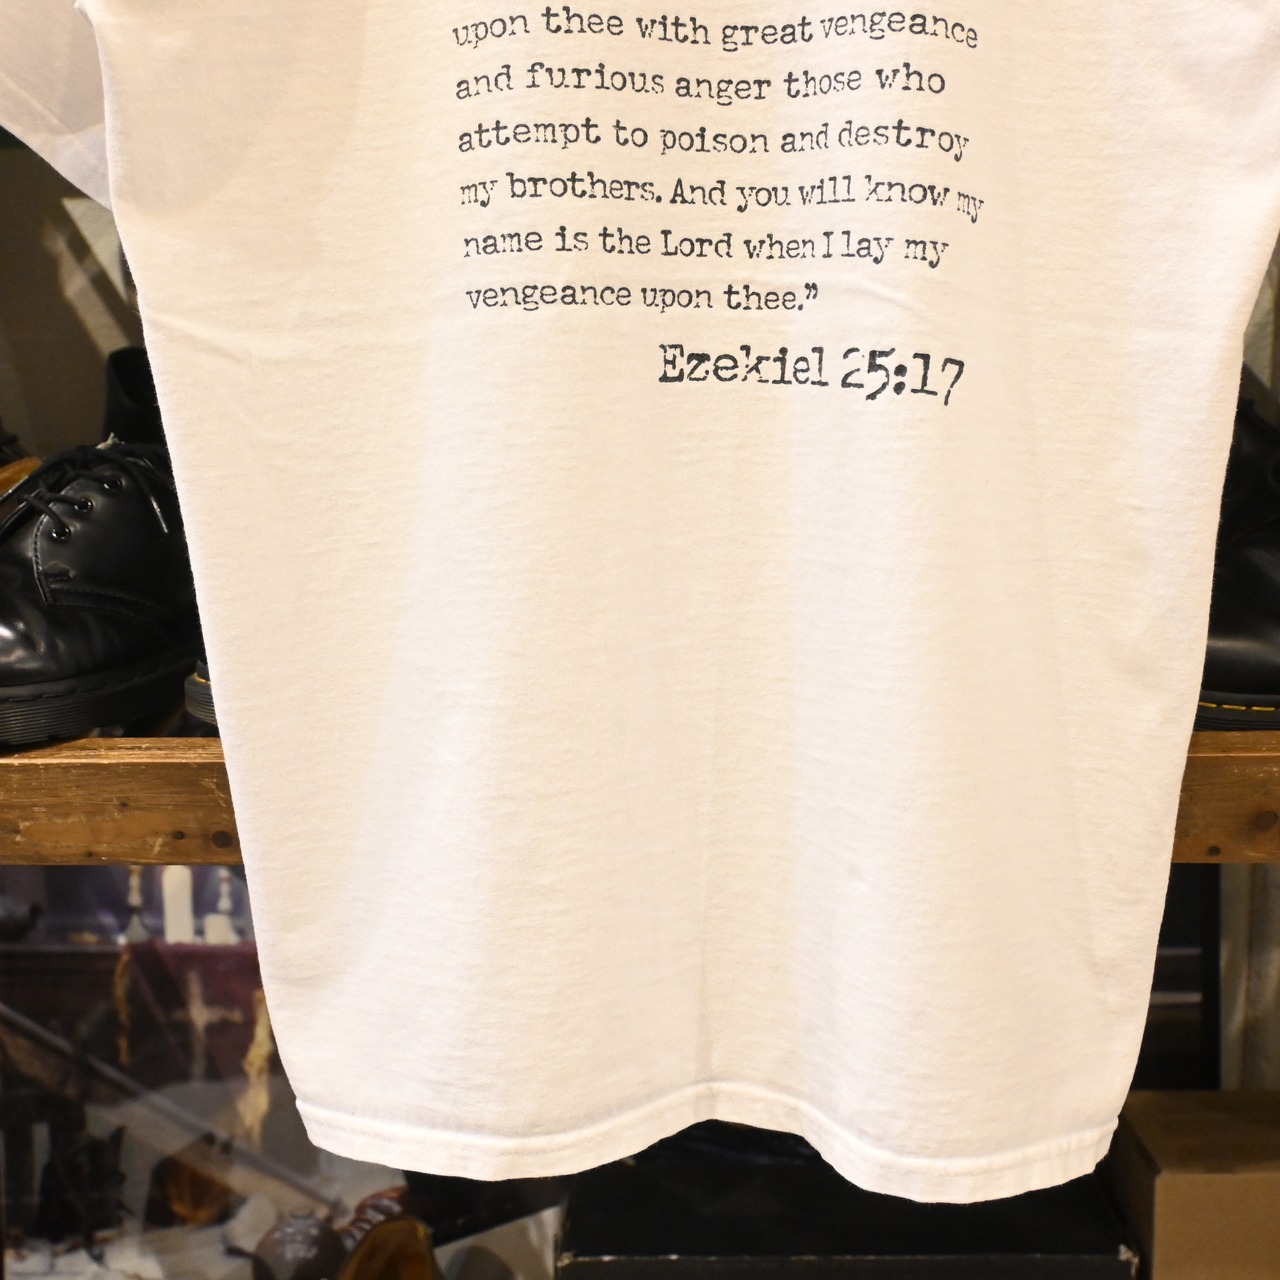 upon thee with great vengeance
and furious anger those who
attempt to poison and destroy
my brothers. And you will know my
name is the Lord when I lay my
vengeance upon thee.”
Ezekiel 25:17